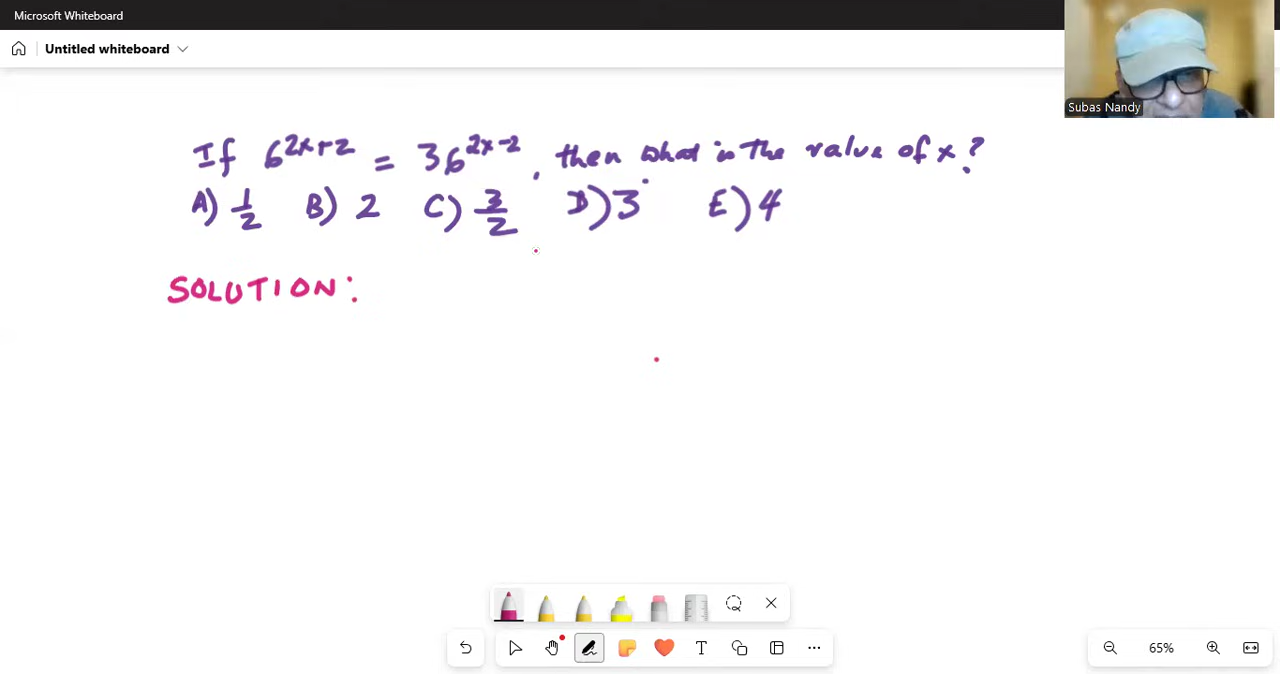 Microsoft Whiteboard
Untitled whiteboard
Subas Nandy
If 6^{2x+2} = 36^{2x-2}, then what is the value of x?
A) 1/2 B) 2 C) 3/2 D) 3 E) 4
SOLUTION:
65%